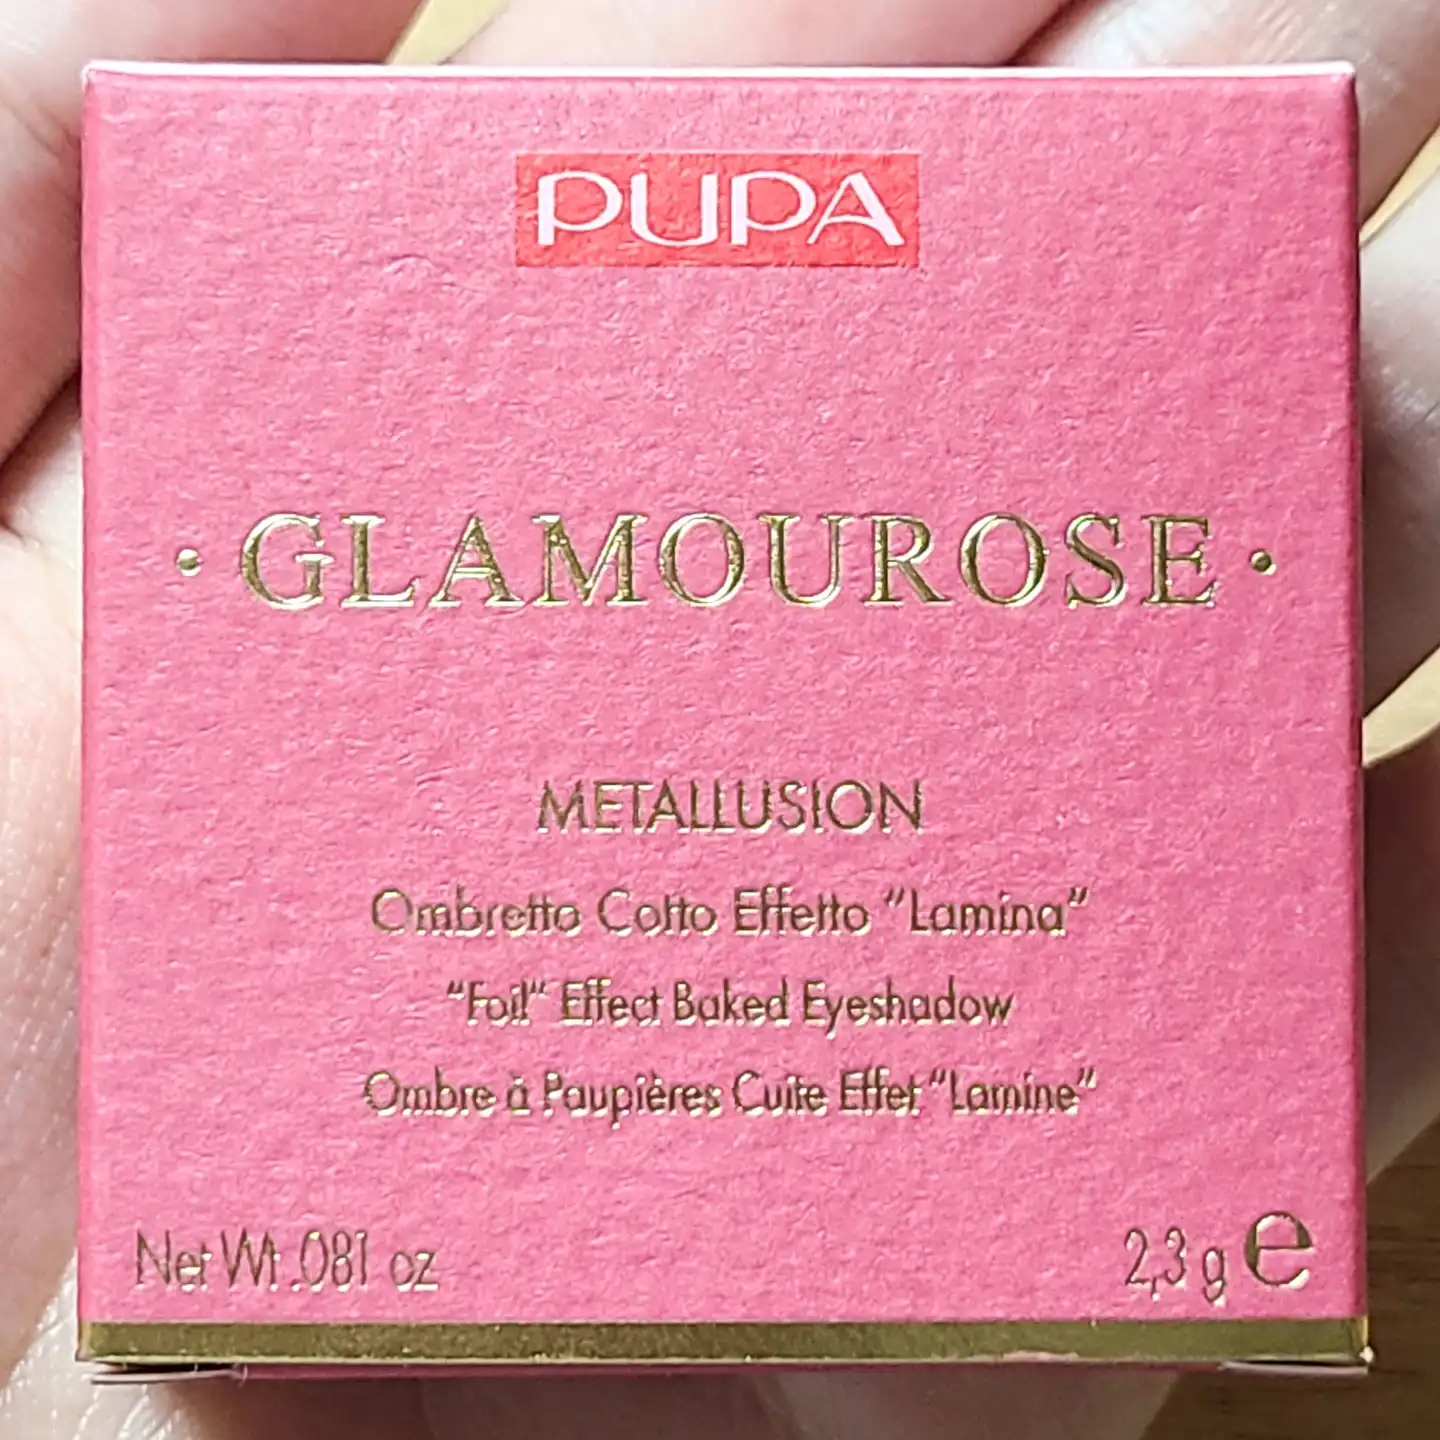 PUPA
· GLAMOUROSE ·
METALLUSION
Ombretto Cotto Effetto “Lamina”
“Foil“ Effect Baked Eyeshadow
Ombre à Paupières Cuite Effet “Lamine”
Net Wt .081 oz
2,3 g ℮